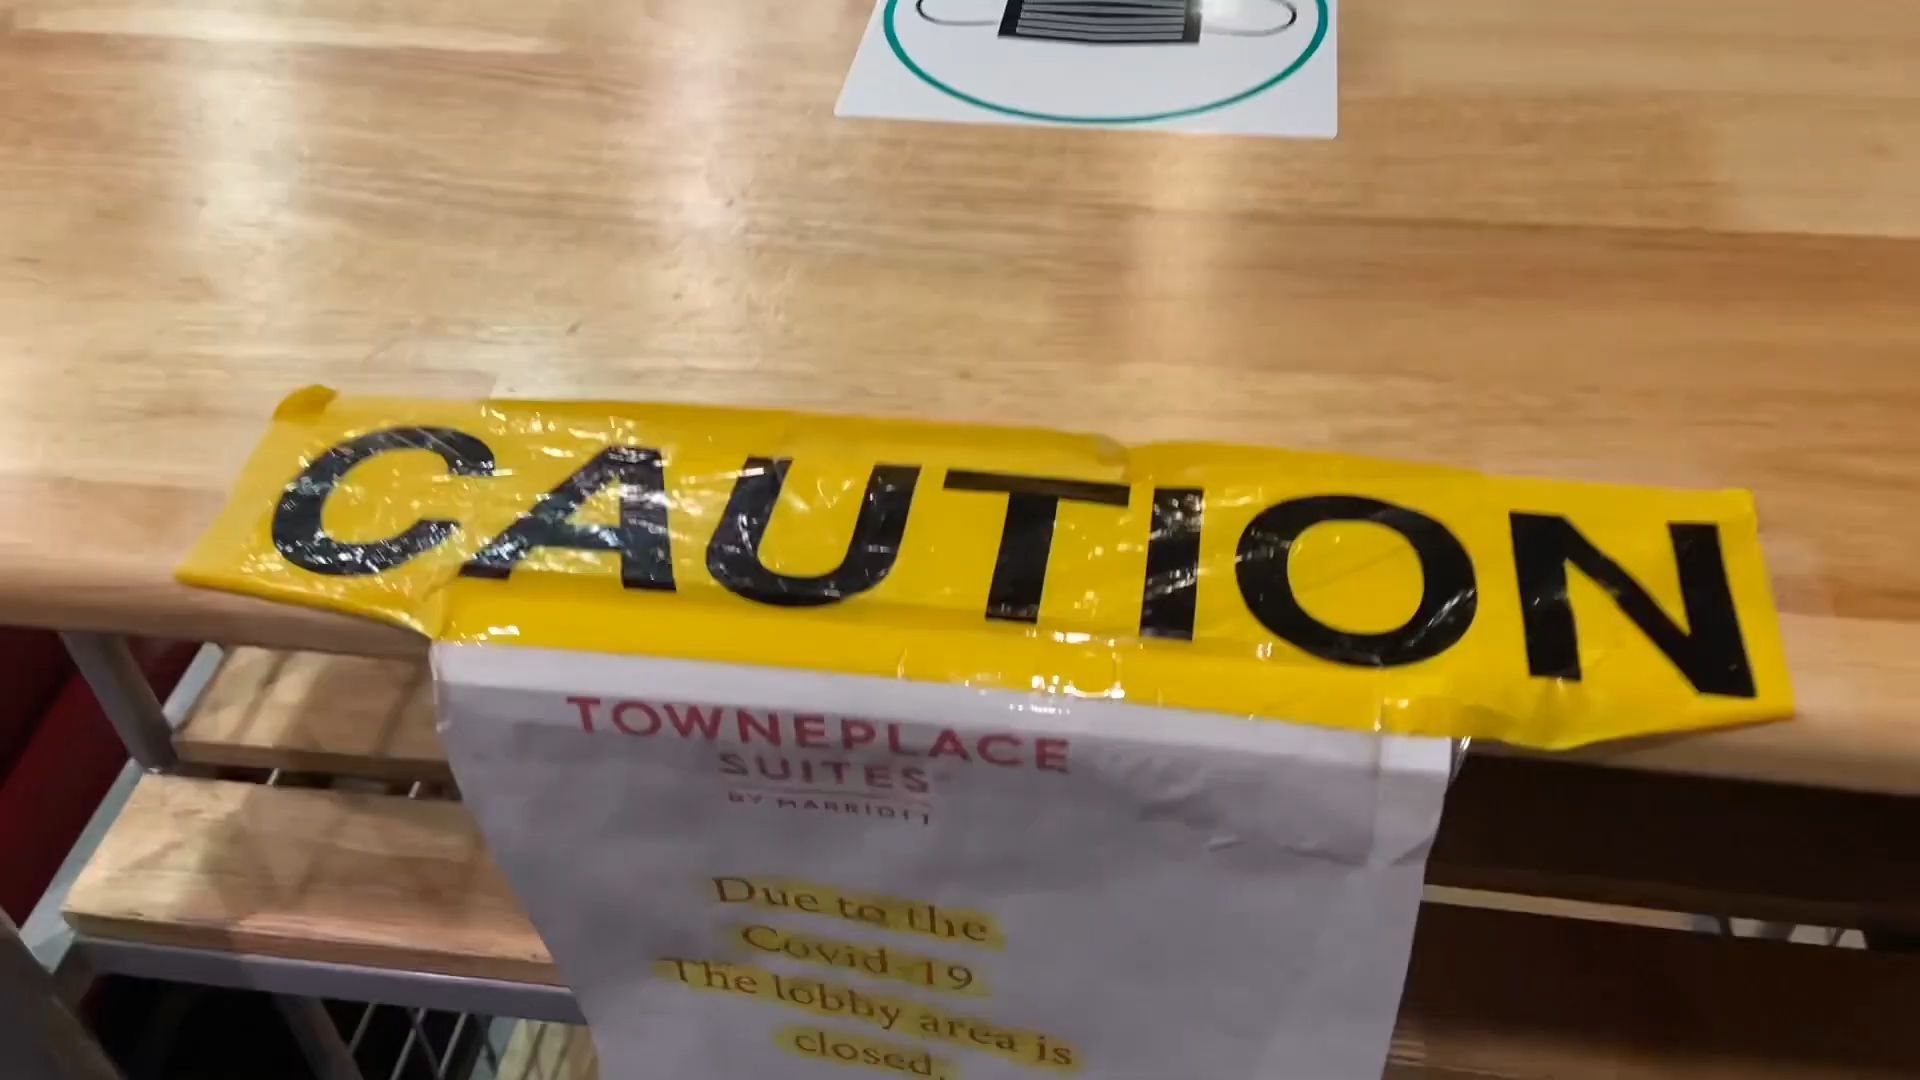 CAUTION
TOWNEPLACE
SUITES
BY MARRIOTT
Due to the
Covid-19
The lobby area is
closed.